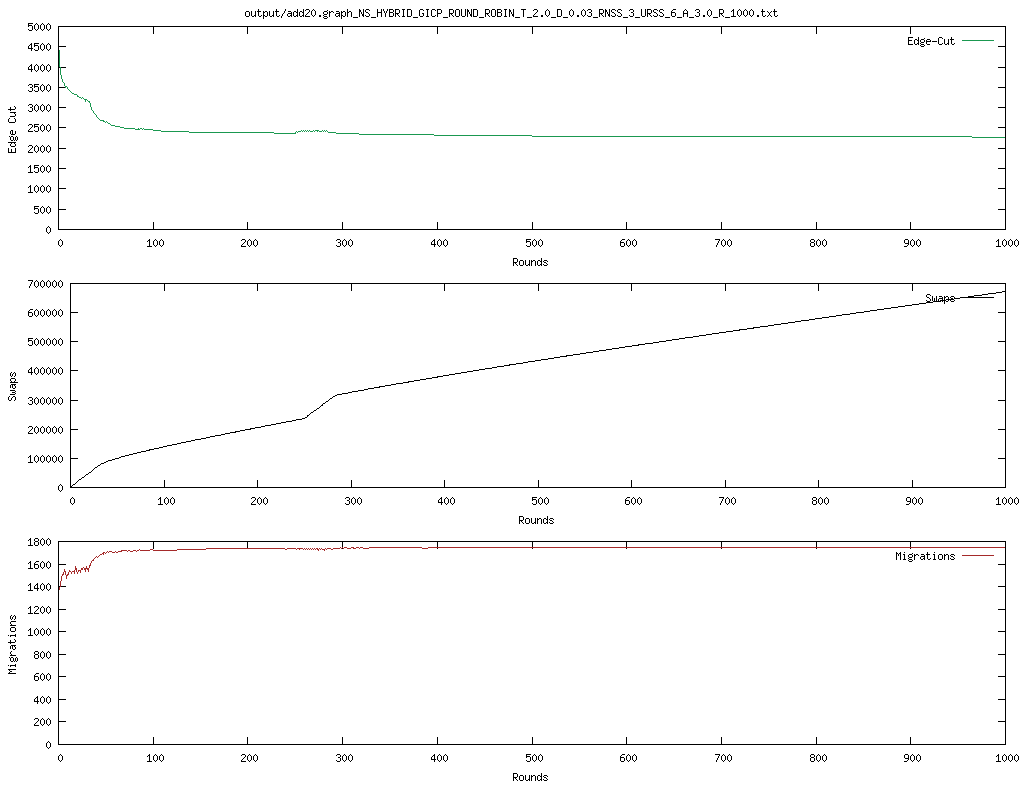 output/add20.graph_NS_HYBRID_GICP_ROUND_ROBIN_T_2.0_D_0.03_RNSS_3_URSS_6_A_3.0_R_1000.txt
5000
4500
4000
3500
3000
2500
2000
1500
1000
500
0
Edge Cut
Edge-Cut
0 100 200 300 400 500 600 700 800 900 1000
Rounds
700000
600000
500000
400000
300000
200000
100000
0
Swaps
Swaps
0 100 200 300 400 500 600 700 800 900 1000
Rounds
1800
1600
1400
1200
1000
800
600
400
200
0
Migrations
Migrations
0 100 200 300 400 500 600 700 800 900 1000
Rounds